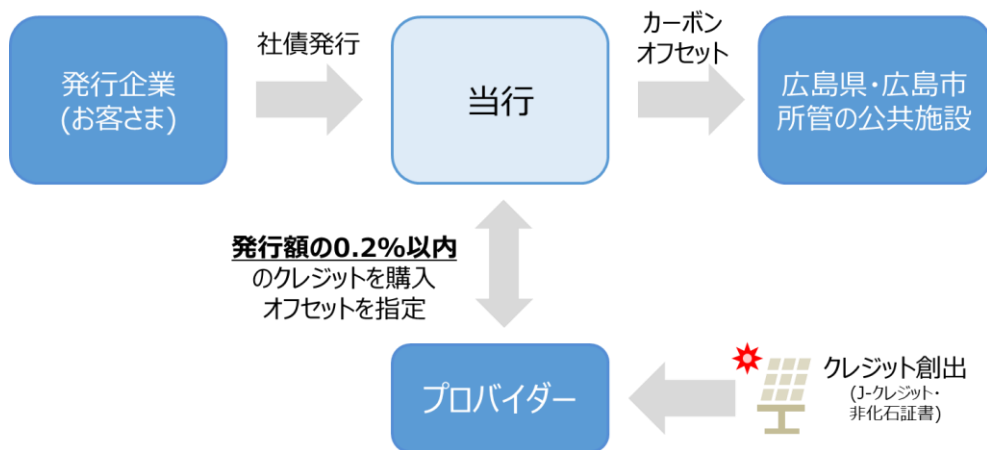 発行企業
(お客さま)
社債発行
当行
カーボン
オフセット
広島県・広島市
所管の公共施設
発行額の0.2%以内
のクレジットを購入
オフセットを指定
プロバイダー
クレジット創出
(J-クレジット・
非化石証書)